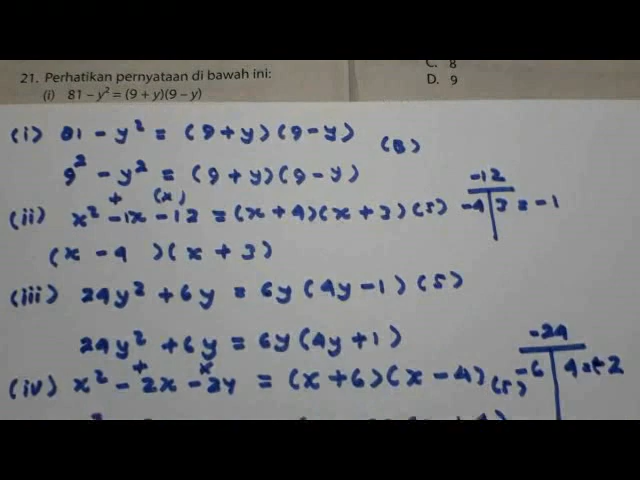 C. 8
21. Perhatikan pernyataan di bawah ini:
D. 9
(i) 81 – y² = (9 + y)(9 – y)
(i) 81 - y² = (9+y)(9-y) (B)
9² - y² = (9+y)(9-y)
-12
+ (x)
(ii) x² - 1x - 12 = (x+4)(x+3) (S) -4 | 3 = -1
(x - 4 )(x + 3)
(iii) 24y² + 6y = 6y(4y-1) (S)
24y² + 6y = 6y(4y+1)
-24
+ x
(iv) x² - 2x - 24 = (x+6)(x-4) (S) -6 | 4 = -2